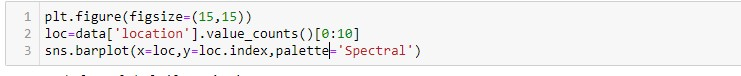 1 plt.figure(figsize=(15,15))
2 loc=data['location'].value_counts()[0:10]
3 sns.barplot(x=loc,y=loc.index,palette='Spectral')